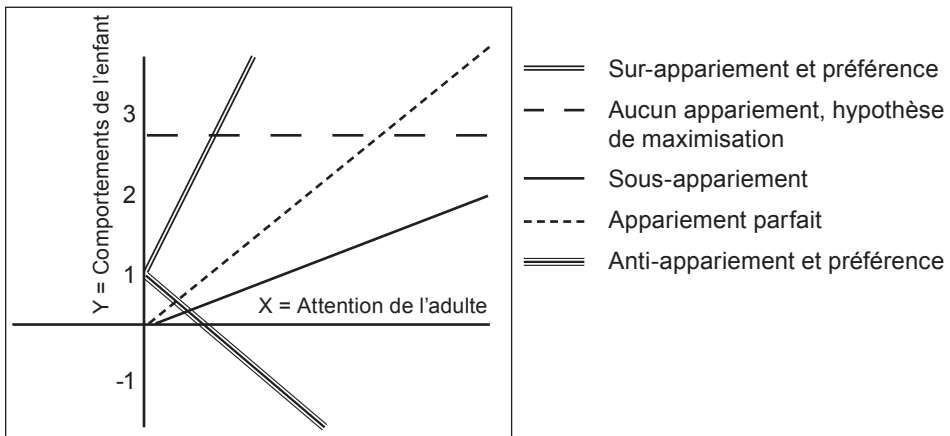 Y = Comportements de l’enfant
3
2
1
-1
X = Attention de l’adulte
Sur-appariement et préférence
Aucun appariement, hypothèse
de maximisation
Sous-appariement
Appariement parfait
Anti-appariement et préférence